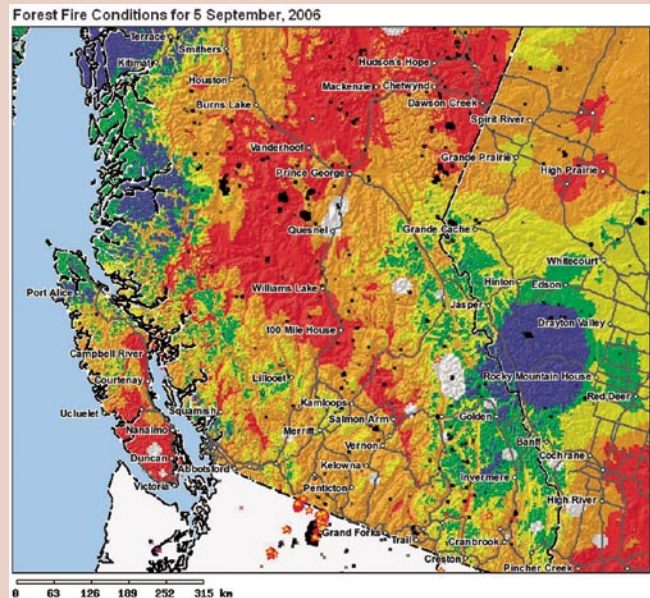 Forest Fire Conditions for 5 September, 2006
Terrace
Smithers
Kitimat
Hudson's Hope
Houston
Mackenzie
Chetwynd
Burns Lake
Dawson Creek
Spirit River
Vanderhoof
Grande Prairie
Prince George
High Prairie
Quesnel
Grande Cache
Whitecourt
Hinton
Edson
Port Alice
Williams Lake
Jasper
Drayton Valley
100 Mile House
Campbell River
Courtenay
Lillooet
Rocky Mountain House
Red Deer
Kamloops
Ucluelet
Squamish
Salmon Arm
Golden
Nanaimo
Merritt
Vernon
Banff
Duncan
Abbotsford
Kelowna
Cochrane
Victoria
Penticton
Invermere
High River
Grand Forks
Trail
Cranbrook
Creston
Pincher Creek
0 63 126 189 252 315 km